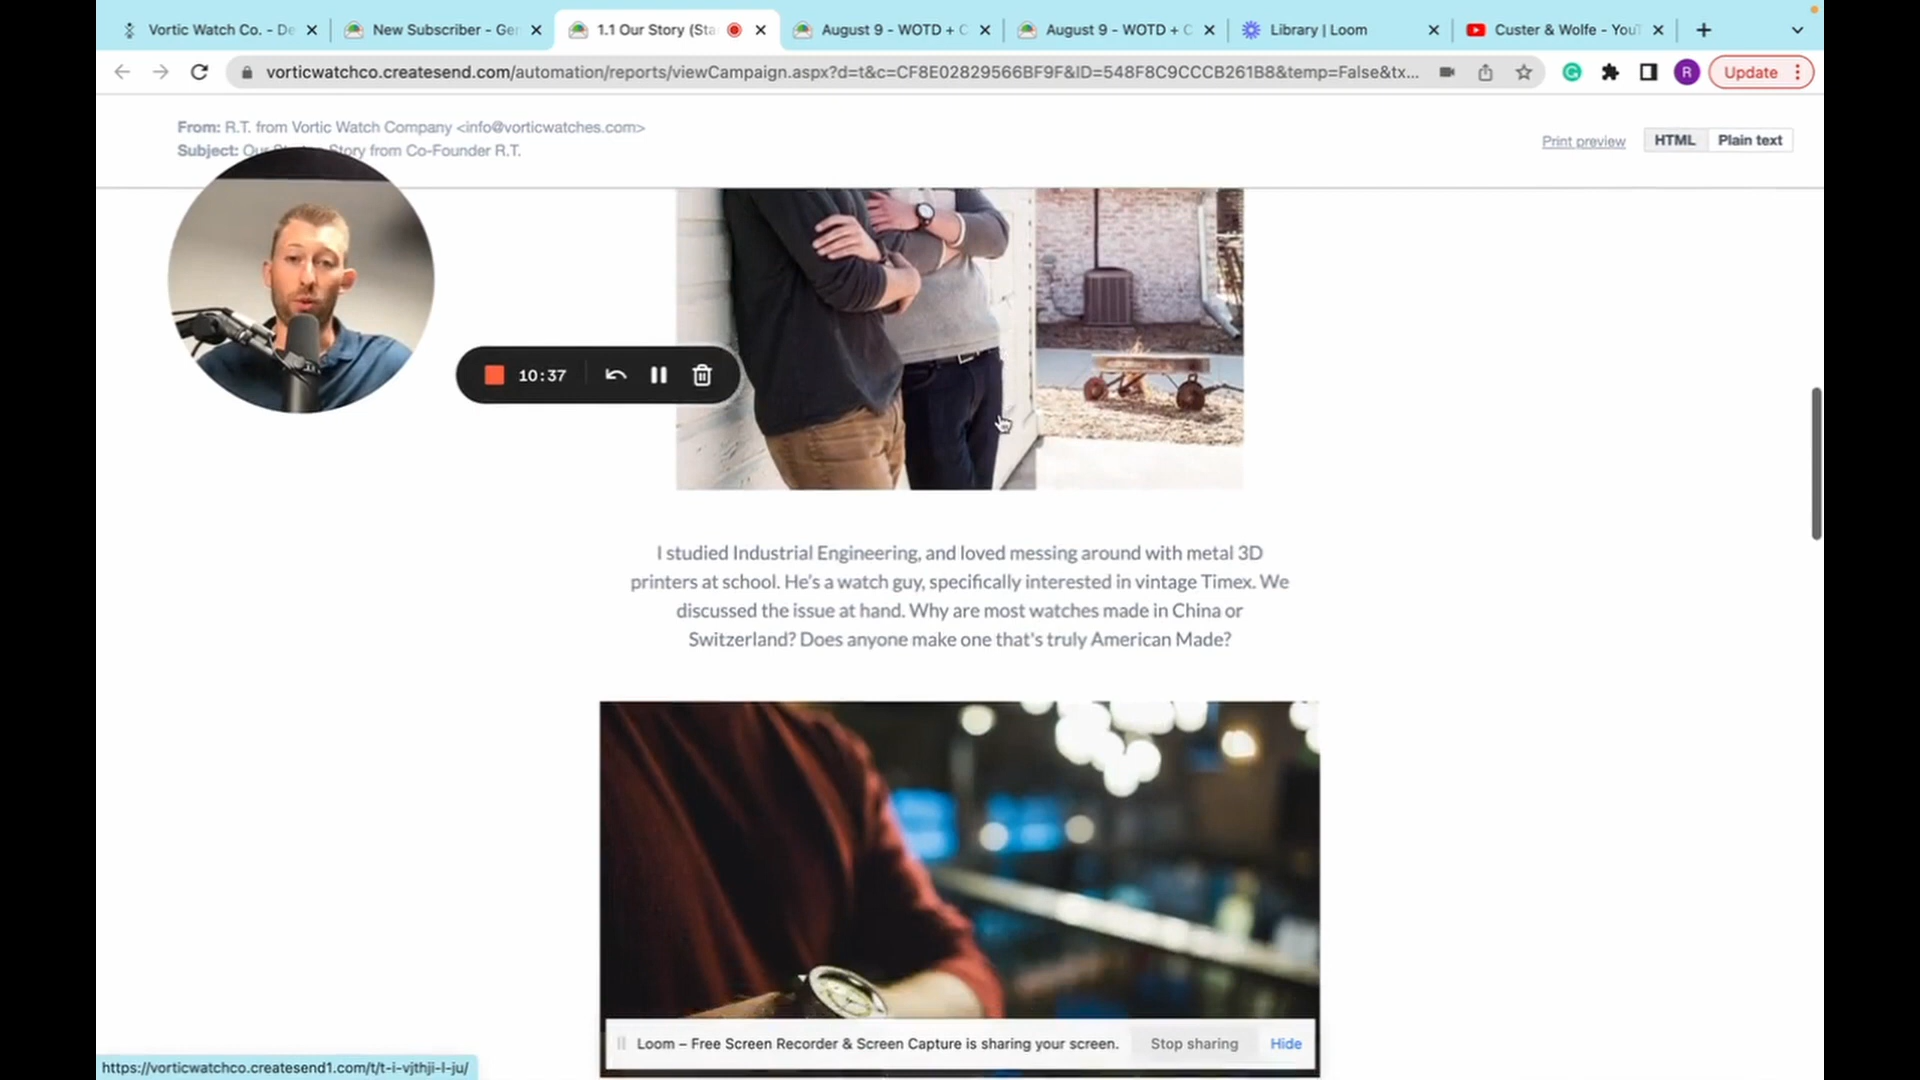 Vortic Watch Co. - De
New Subscriber - Ger
1.1 Our Story (Sta
August 9 - WOTD + C
August 9 - WOTD + C
Library | Loom
Custer & Wolfe - YouT
vorticwatchco.createsend.com/automation/reports/viewCampaign.aspx?d=t&c=CF8E02829566BF9F&ID=548F8C9CCCB261B8&temp=False&tx...
R
Update
From: R.T. from Vortic Watch Company <info@vorticwatches.com>
Subject: Our Story from Co-Founder R.T.
Print preview
HTML
Plain text
10:37
I studied Industrial Engineering, and loved messing around with metal 3D
printers at school. He's a watch guy, specifically interested in vintage Timex. We
discussed the issue at hand. Why are most watches made in China or
Switzerland? Does anyone make one that's truly American Made?
Loom – Free Screen Recorder & Screen Capture is sharing your screen.
Stop sharing
Hide
https://vorticwatchco.createsend1.com/t/t-i-vjthji-l-ju/